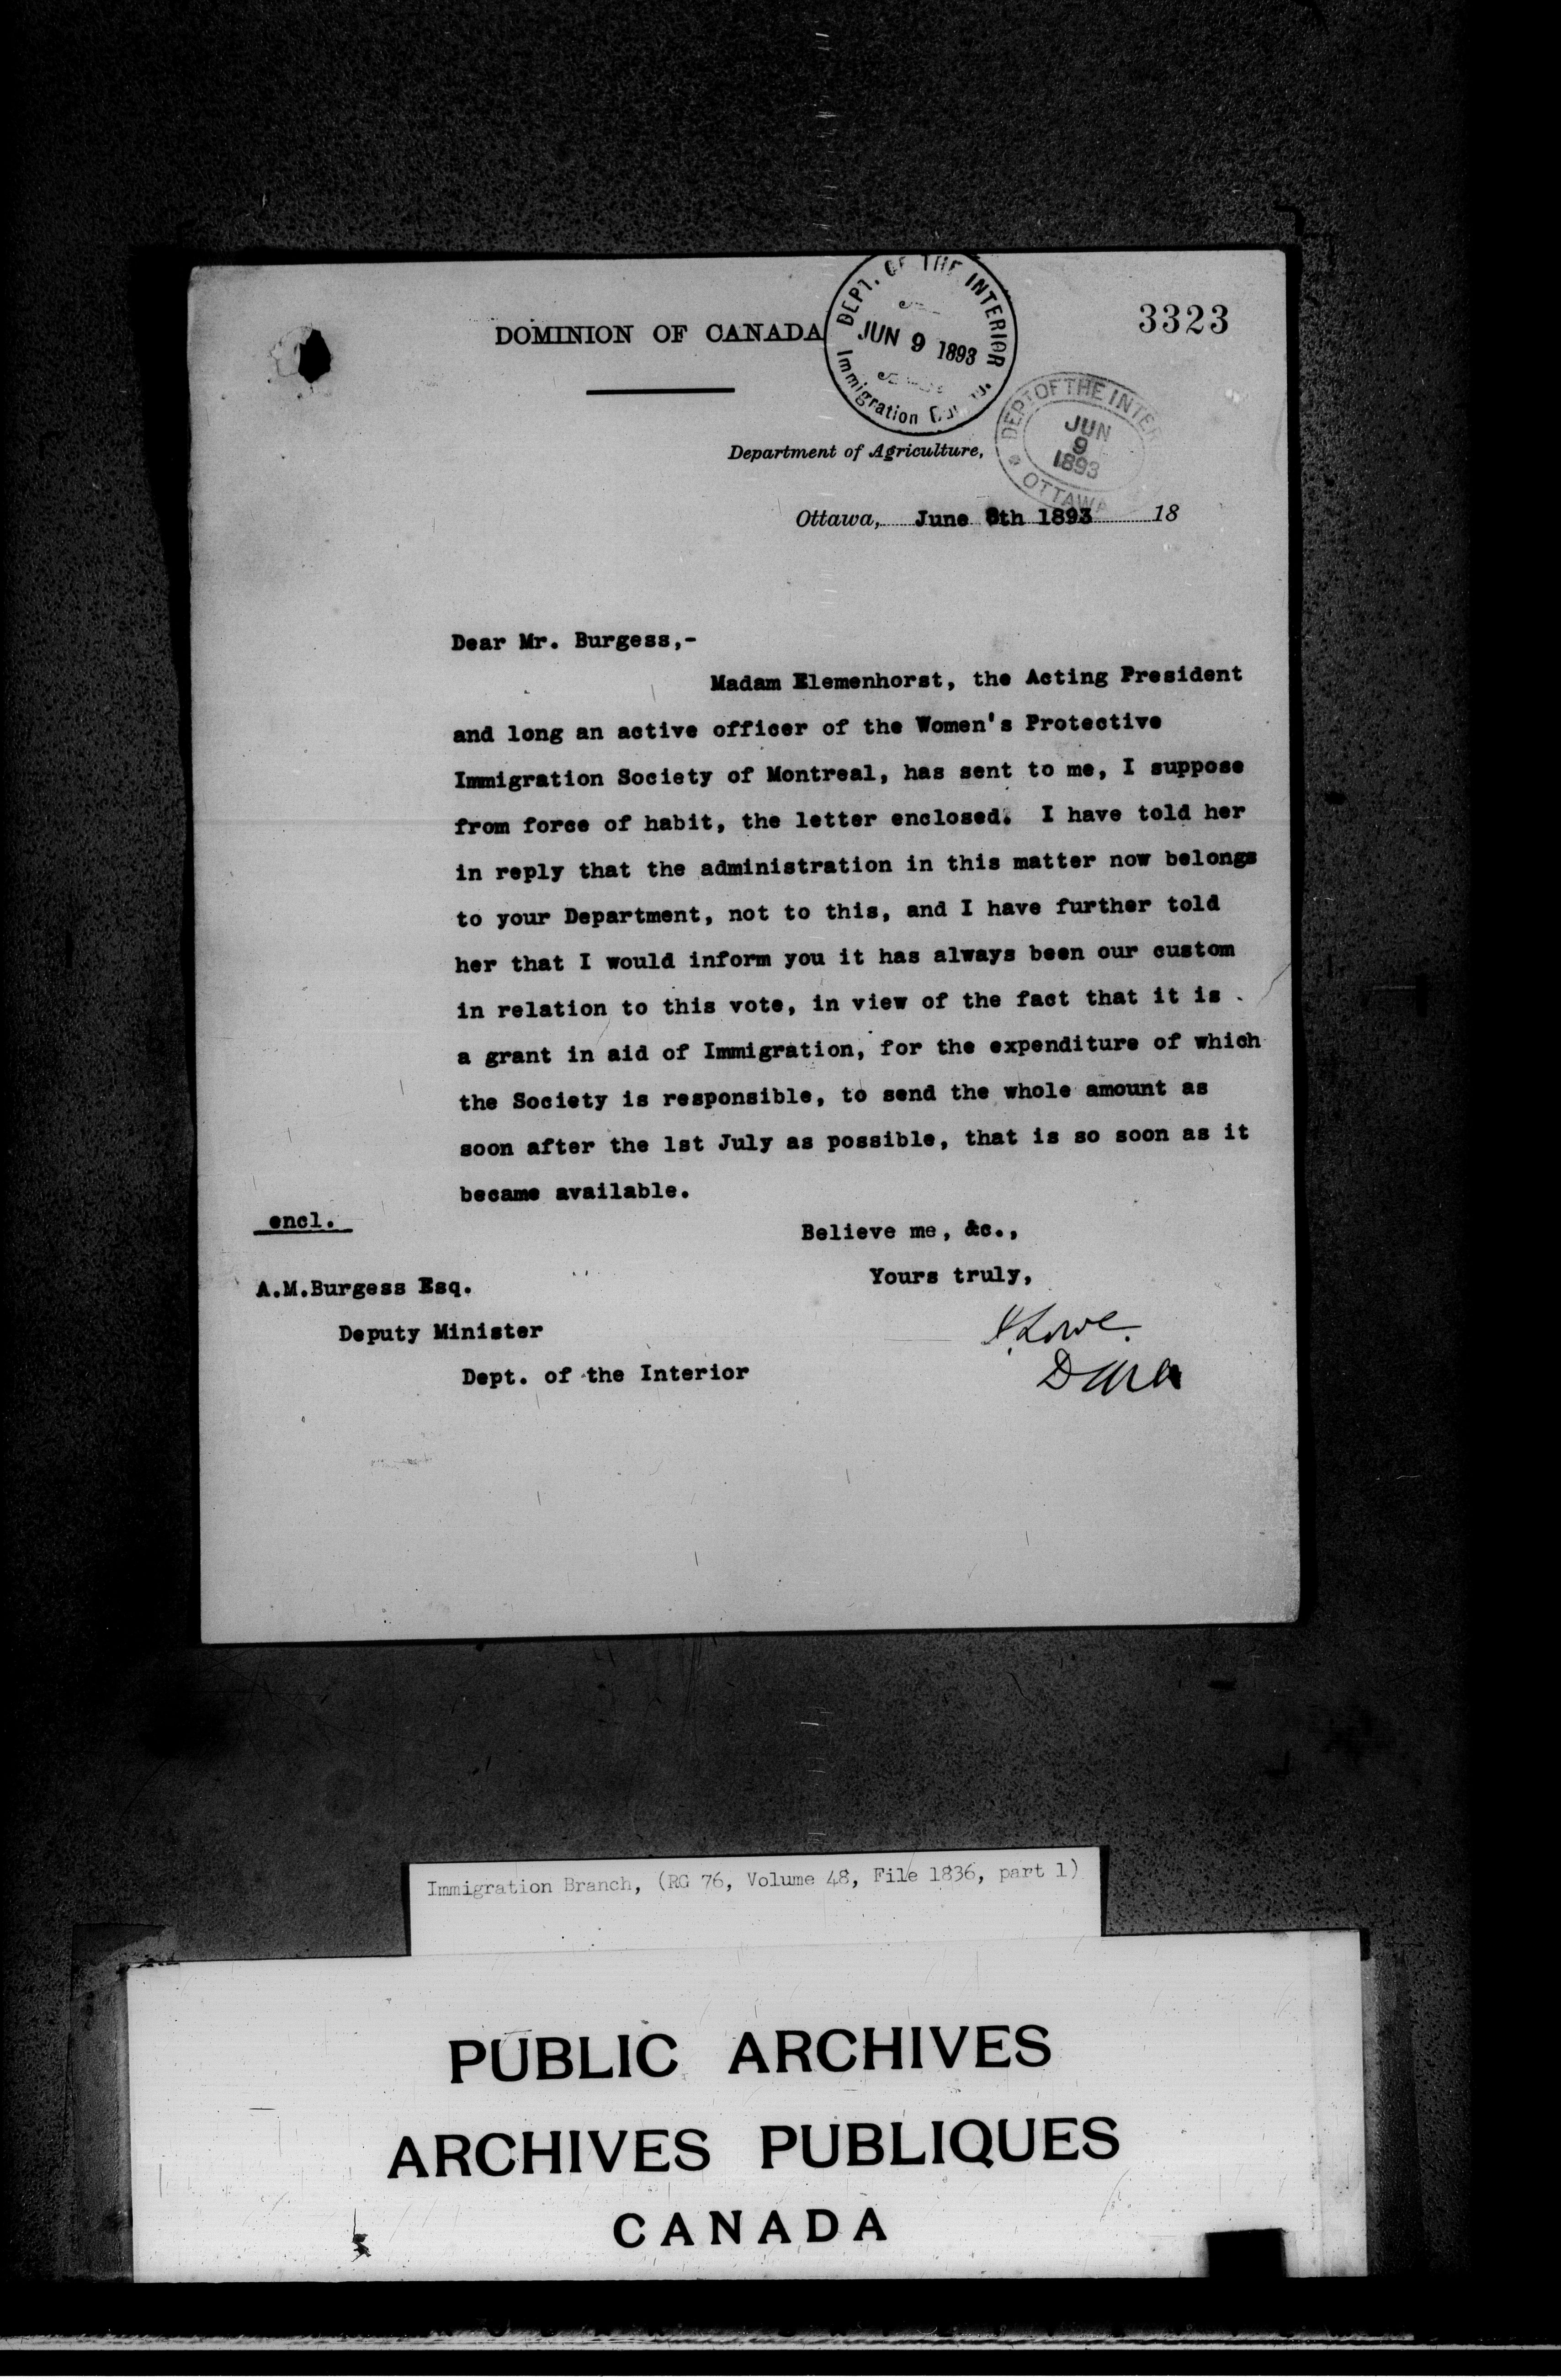 DOMINION OF CANADA
DEPT. OF THE INTERIOR
JUN 9 1893
Immigration
3323
DEPT OF THE INTER
JUN
9
1893
OTTAWA
Department of Agriculture,
Ottawa, June 8th 1893 18
Dear Mr. Burgess,-
Madam Elemenhorst, the Acting President
and long an active officer of the Women's Protective
Immigration Society of Montreal, has sent to me, I suppose
from force of habit, the letter enclosed. I have told her
in reply that the administration in this matter now belongs
to your Department, not to this, and I have further told
her that I would inform you it has always been our custom
in relation to this vote, in view of the fact that it is
a grant in aid of Immigration, for the expenditure of which
the Society is responsible, to send the whole amount as
soon after the 1st July as possible, that is so soon as it
became available.
encl.
Believe me, &c.,
Yours truly,
A.M.Burgess Esq.
Deputy Minister
Dept. of the Interior
J. Lowe.
Immigration Branch, (RG 76, Volume 48, File 1836, part 1)
PUBLIC ARCHIVES
ARCHIVES PUBLIQUES
CANADA